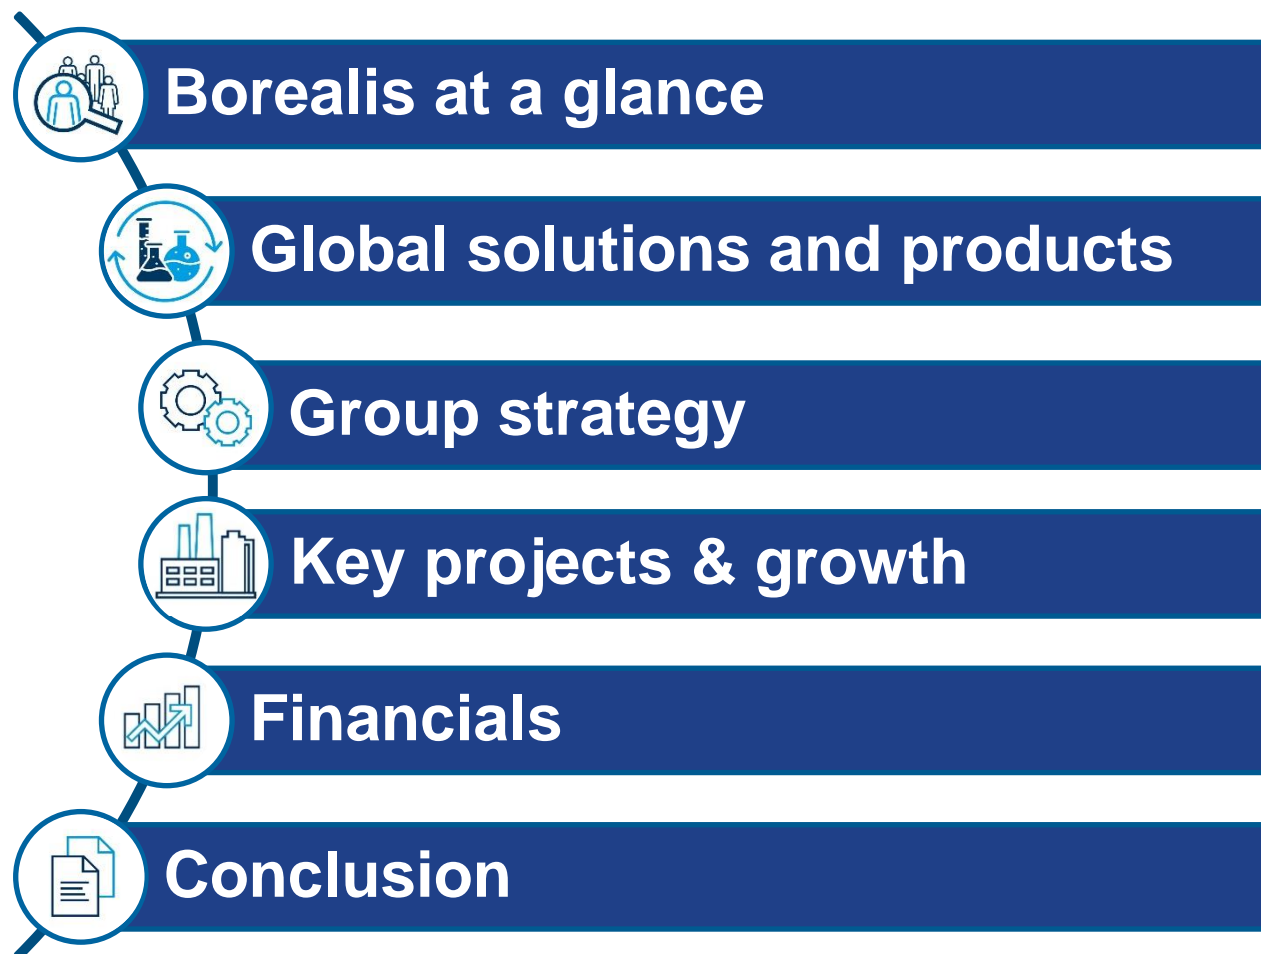 Borealis at a glance
Global solutions and products
Group strategy
Key projects & growth
Financials
Conclusion